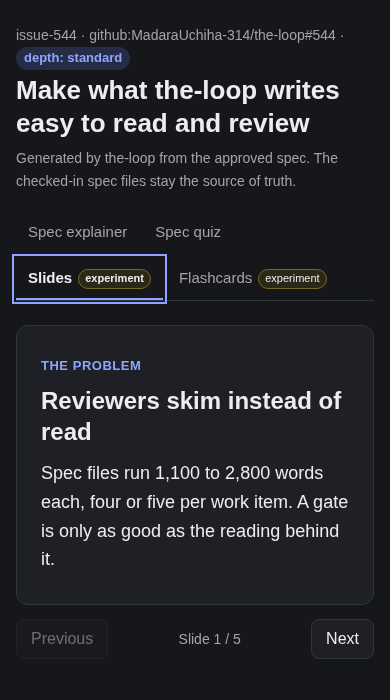 issue-544 · github:MadaraUchiha-314/the-loop#544 ·
depth: standard
Make what the-loop writes
easy to read and review
Generated by the-loop from the approved spec. The
checked-in spec files stay the source of truth.
Spec explainer Spec quiz
Slides experiment Flashcards experiment
THE PROBLEM
Reviewers skim instead of
read
Spec files run 1,100 to 2,800 words
each, four or five per work item. A gate
is only as good as the reading behind
it.
Previous Slide 1 / 5 Next